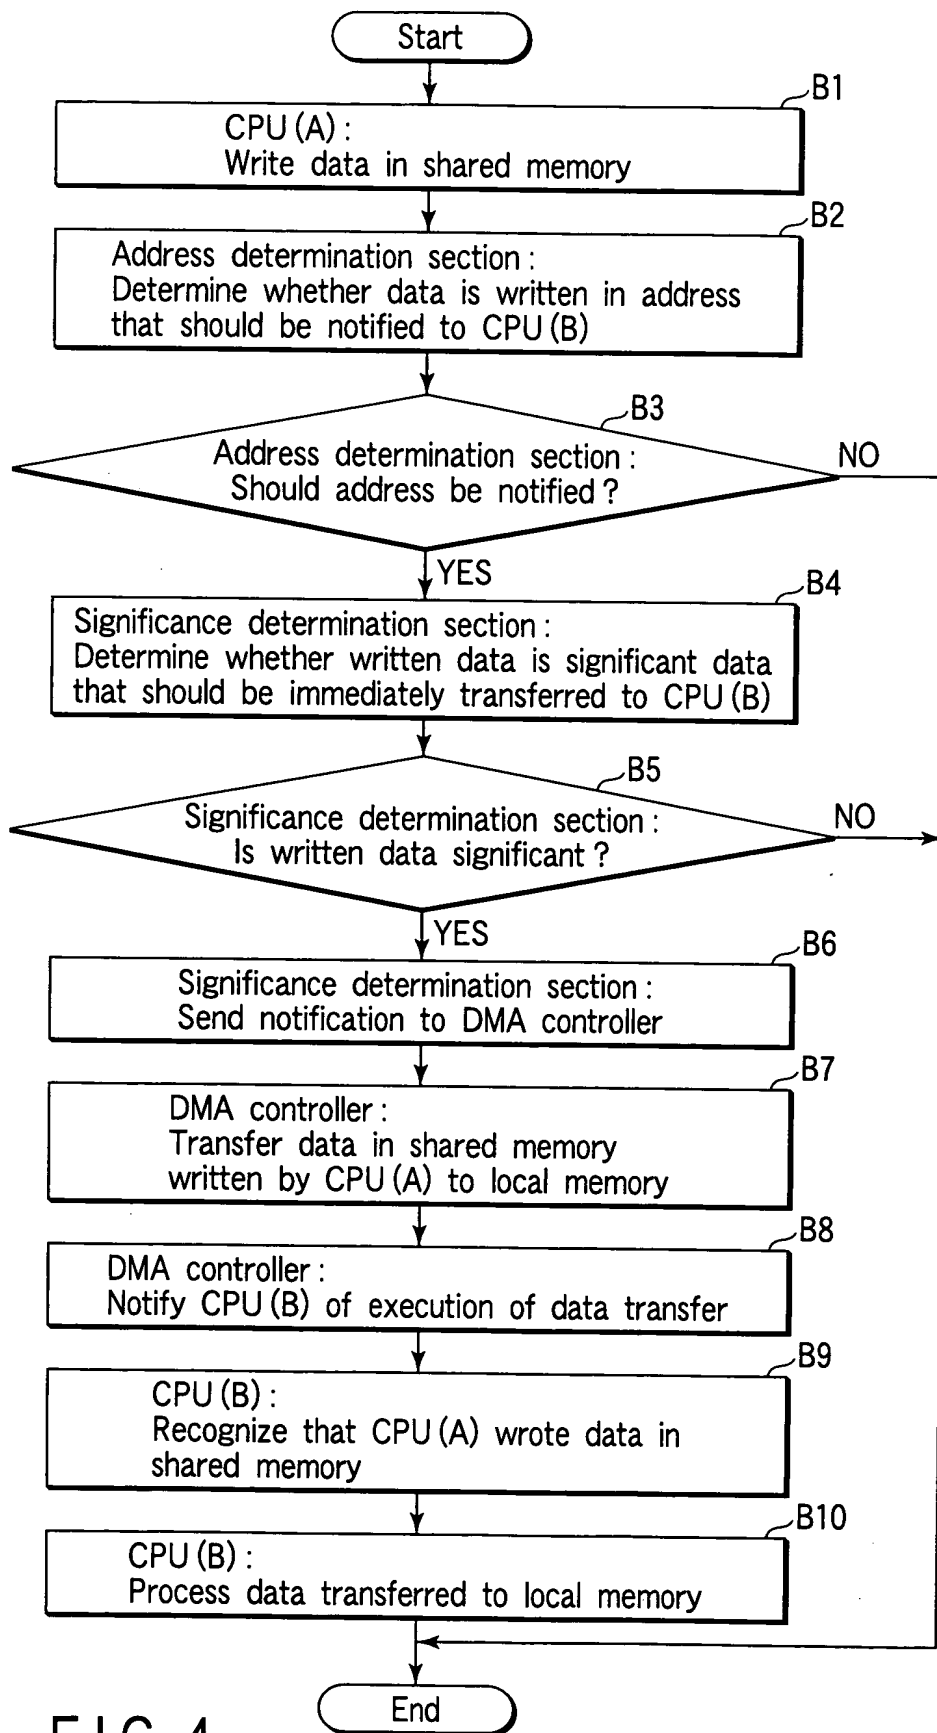 Start
B1
CPU(A):
Write data in shared memory
B2
Address determination section:
Determine whether data is written in address
that should be notified to CPU(B)
B3
Address determination section:
Should address be notified?
NO
YES
B4
Significance determination section:
Determine whether written data is significant data
that should be immediately transferred to CPU(B)
B5
Significance determination section:
Is written data significant?
NO
YES
B6
Significance determination section:
Send notification to DMA controller
B7
DMA controller:
Transfer data in shared memory
written by CPU(A) to local memory
B8
DMA controller:
Notify CPU(B) of execution of data transfer
B9
CPU(B):
Recognize that CPU(A) wrote data in
shared memory
B10
CPU(B):
Process data transferred to local memory
End
FIG. 4